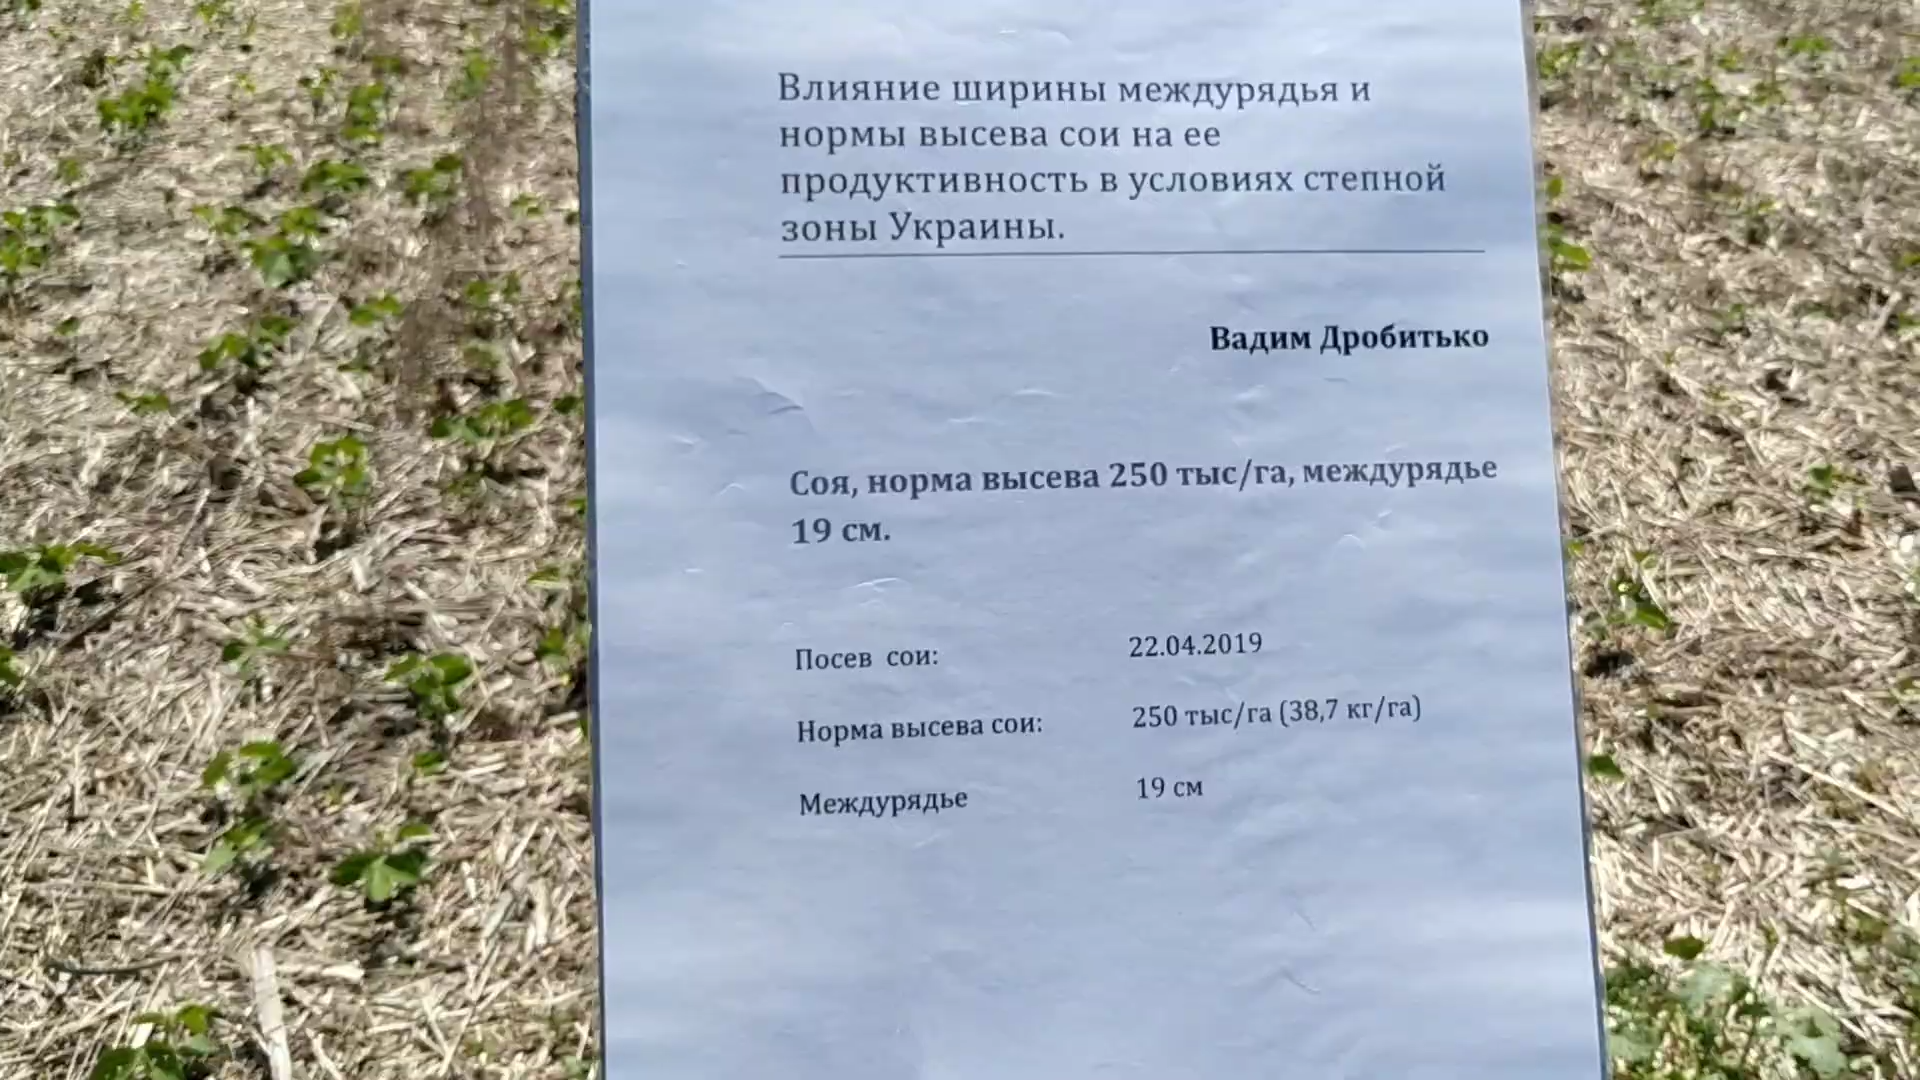 Влияние ширины междурядья и
нормы высева сои на ее
продуктивность в условиях степной
зоны Украины.
Вадим Дробитько
Соя, норма высева 250 тыс/га, междурядье
19 см.
Посев сои: 22.04.2019
Норма высева сои: 250 тыс/га (38,7 кг/га)
Междурядье 19 см